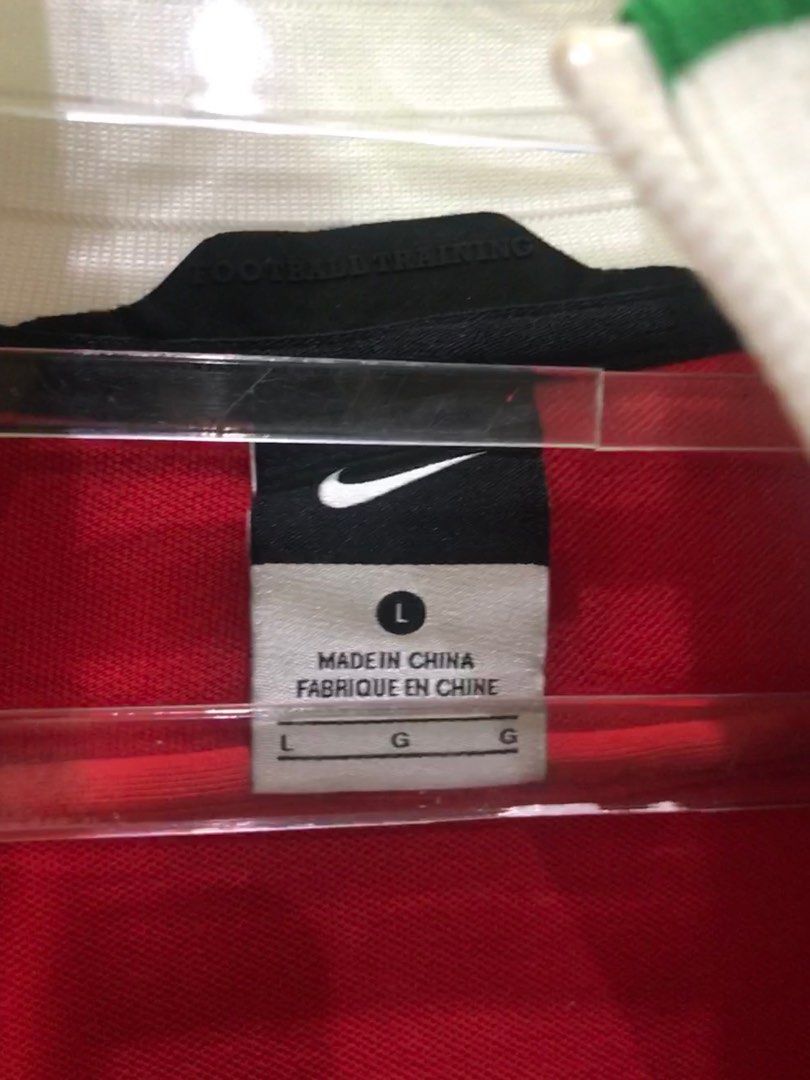 FOOTBALL TRAINING
L
MADE IN CHINA
FABRIQUE EN CHINE
L G G